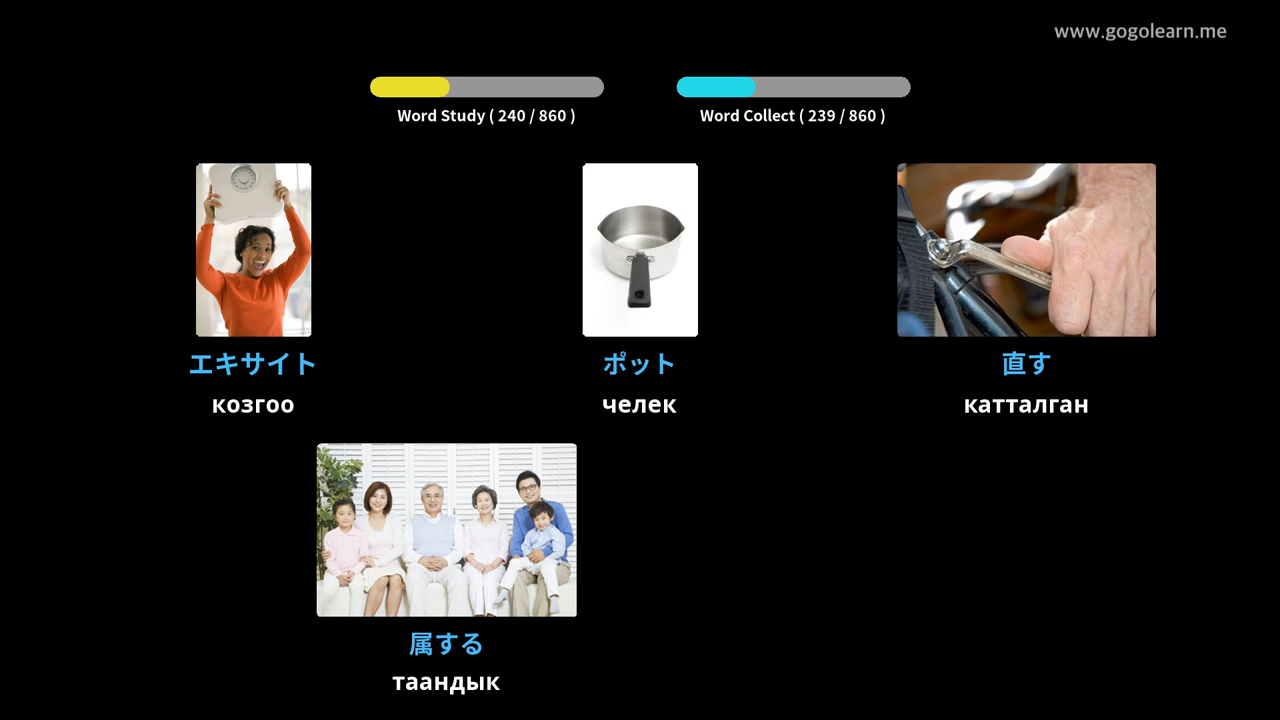 www.gogolearn.me
Word Study ( 240 / 860 )
Word Collect ( 239 / 860 )
エキサイト
козгоо
ポット
челек
直す
катталган
属する
таандык